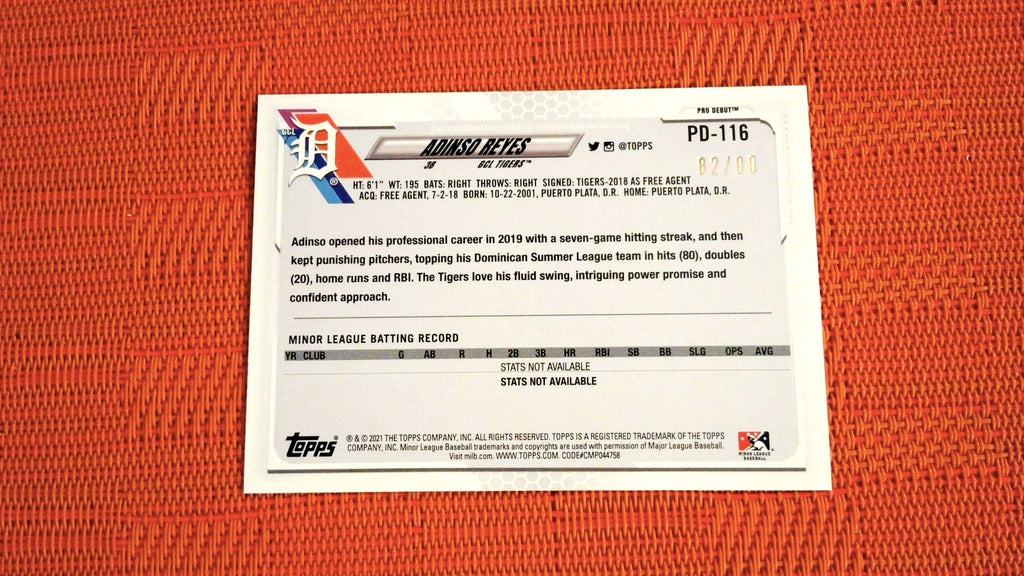 PRO DEBUT™
GCL
PD-116
ADINSO REYES
@TOPPS
3B GCL TIGERS™
HT: 6'1" WT: 195 BATS: RIGHT THROWS: RIGHT SIGNED: TIGERS-2018 AS FREE AGENT
ACQ: FREE AGENT, 7-2-18 BORN: 10-22-2001, PUERTO PLATA, D.R. HOME: PUERTO PLATA, D.R.
Adinso opened his professional career in 2019 with a seven-game hitting streak, and then
kept punishing pitchers, topping his Dominican Summer League team in hits (80), doubles
(20), home runs and RBI. The Tigers love his fluid swing, intriguing power promise and
confident approach.
MINOR LEAGUE BATTING RECORD
YR CLUB G AB R H 2B 3B HR RBI SB BB SLG OPS AVG
STATS NOT AVAILABLE
STATS NOT AVAILABLE
topps®
® & © 2021 THE TOPPS COMPANY, INC. ALL RIGHTS RESERVED. TOPPS IS A REGISTERED TRADEMARK OF THE TOPPS
COMPANY, INC. Minor League Baseball trademarks and copyrights are used with permission of Major League Baseball.
Visit milb.com. WWW.TOPPS.COM. CODE#CMP044758
MINOR LEAGUE
BASEBALL